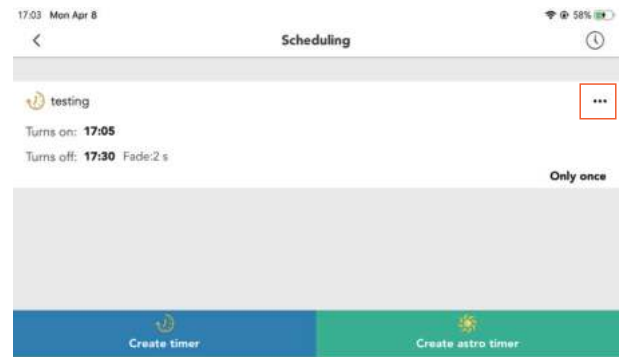 17:03 Mon Apr 8
58%
Scheduling
testing
Turns on: 17:05
Turns off: 17:30 Fade:2 s
Only once
Create timer
Create astro timer